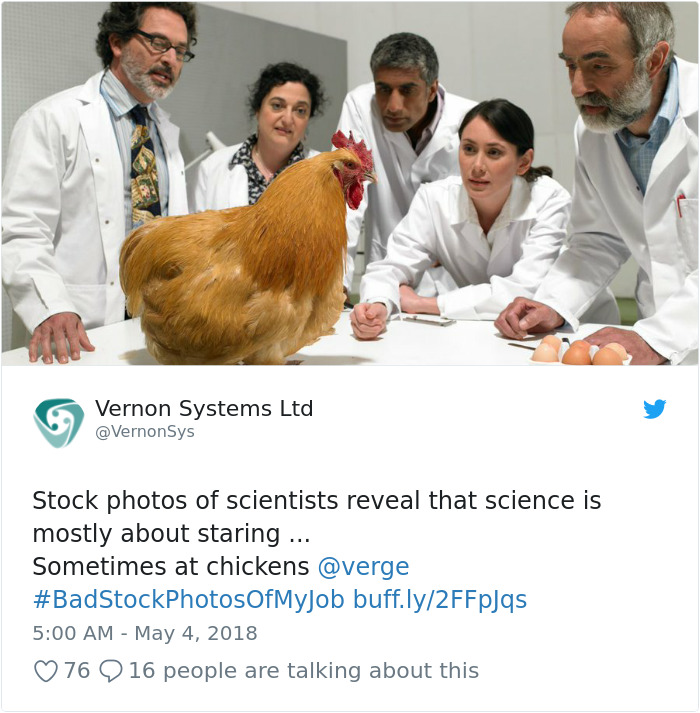 Vernon Systems Ltd
@VernonSys
Stock photos of scientists reveal that science is
mostly about staring ...
Sometimes at chickens @verge
#BadStockPhotosOfMyJob buff.ly/2FFpJqs
5:00 AM - May 4, 2018
76 16 people are talking about this